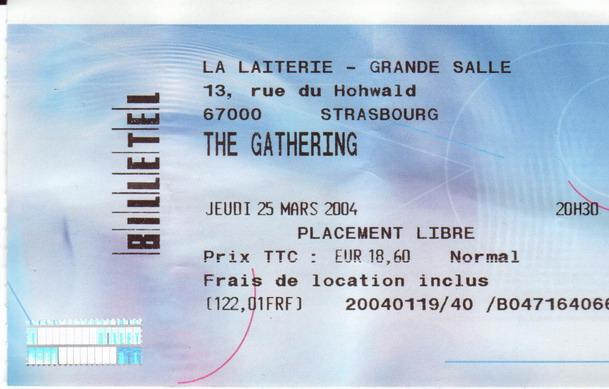 LA LAITERIE - GRANDE SALLE
13, rue du Hohwald
67000 STRASBOURG
THE GATHERING
JEUDI 25 MARS 2004 20H30
PLACEMENT LIBRE
Prix TTC : EUR 18,60 Normal
Frais de location inclus
(122,01FRF) 20040119/40 /B047164066
BILLETEL